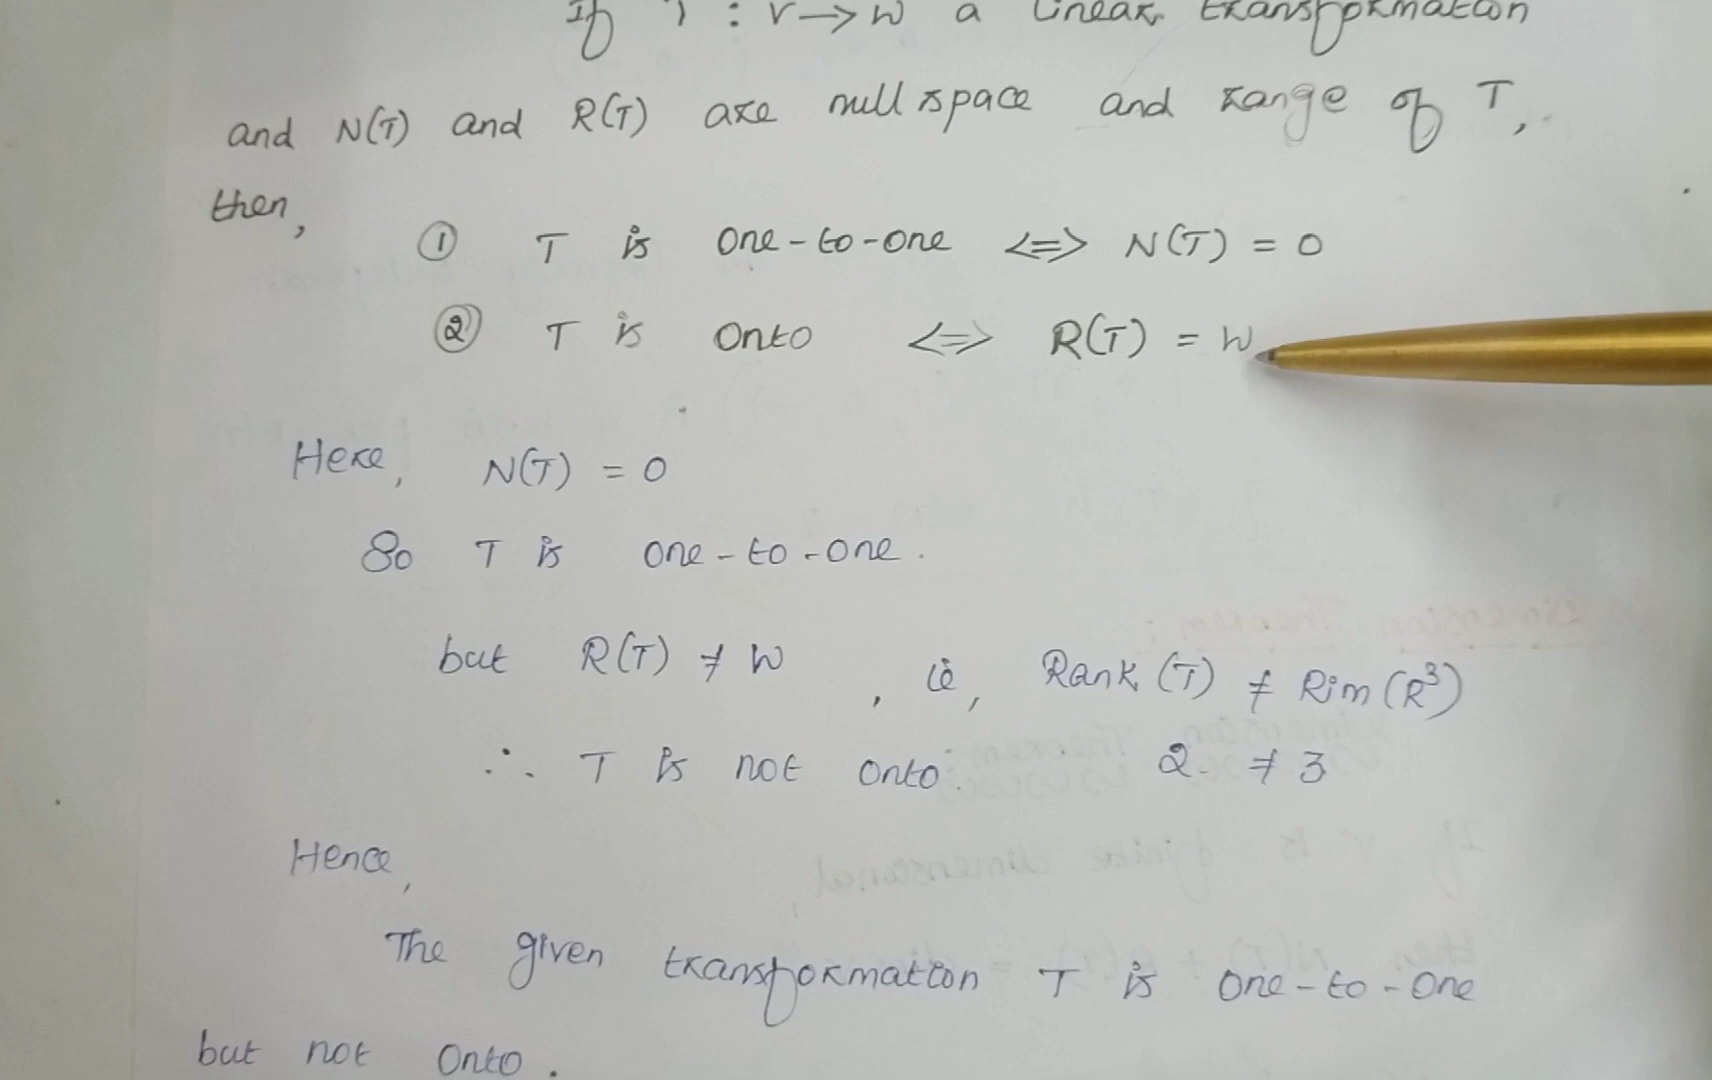 If T : V → W a linear transformation
and N(T) and R(T) are null space and range of T,
then,
① T is one-to-one <=> N(T) = 0
② T is Onto <=> R(T) = W
Here, N(T) = 0
So T is one-to-one.
but R(T) ≠ W , ie, Rank (T) ≠ Rim (R³)
∴ T is not onto. 2 ≠ 3
Hence,
The given transformation T is one-to-one
but not Onto.